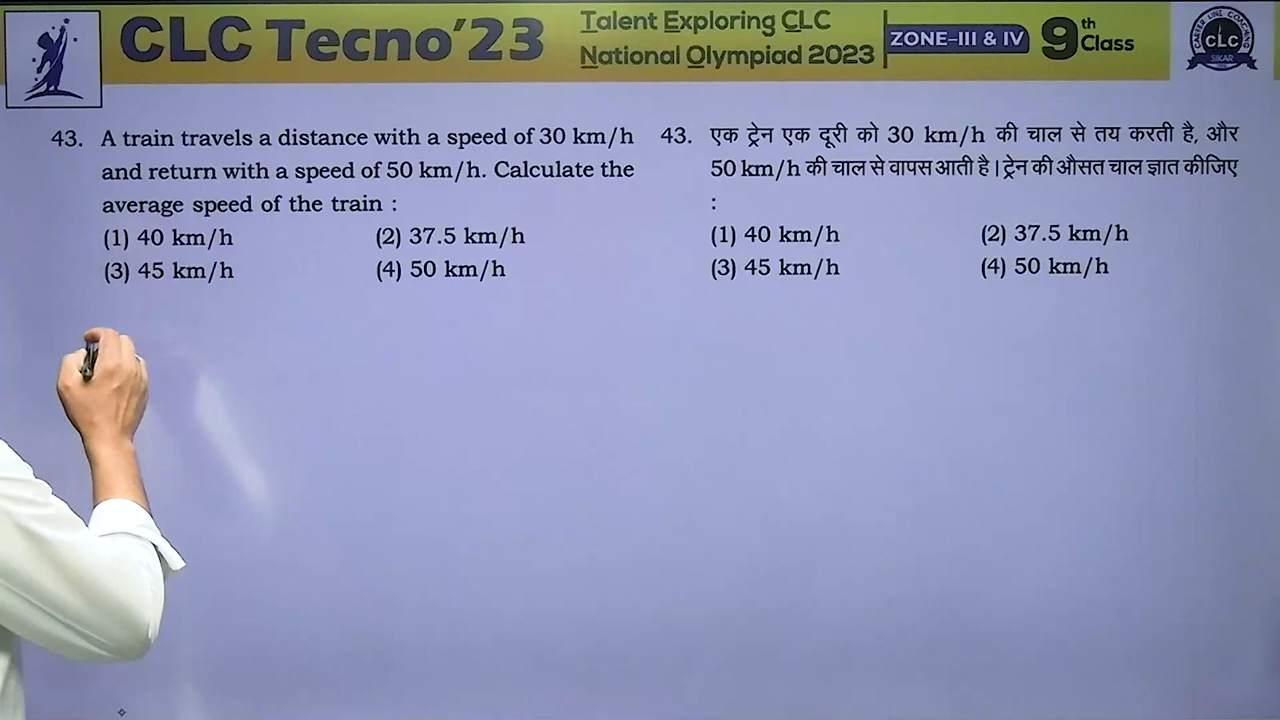 CLC Tecno'23
Talent Exploring CLC
National Olympiad 2023
ZONE-III & IV
9th Class
CAREER LINE COACHING
CLC
SIKAR
43. A train travels a distance with a speed of 30 km/h
and return with a speed of 50 km/h. Calculate the
average speed of the train :
(1) 40 km/h (2) 37.5 km/h
(3) 45 km/h (4) 50 km/h
43. एक ट्रेन एक दूरी को 30 km/h की चाल से तय करती है, और
50 km/h की चाल से वापस आती है। ट्रेन की औसत चाल ज्ञात कीजिए
:
(1) 40 km/h (2) 37.5 km/h
(3) 45 km/h (4) 50 km/h